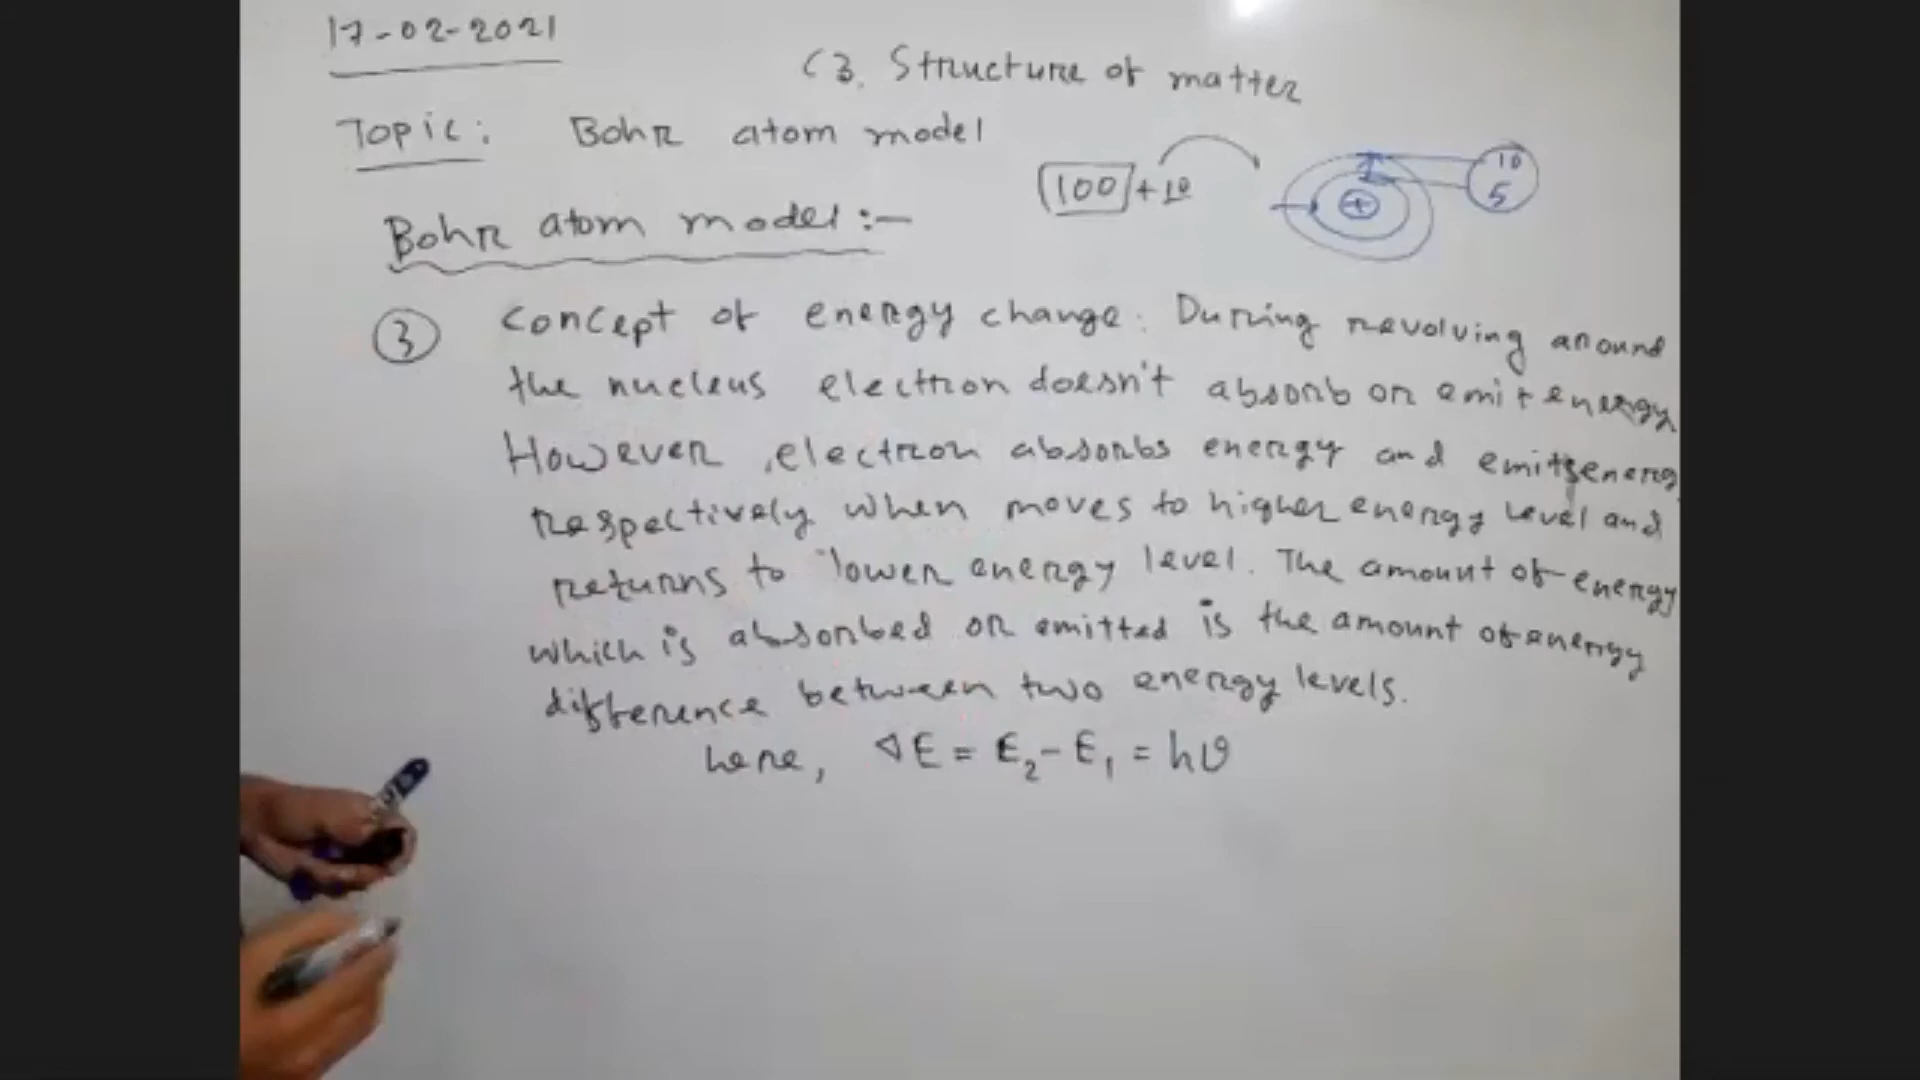 17-02-2021
C3. Structure of matter
Topic: Bohr atom model
100 + 10
10
5
+
Bohr atom model :-
3 Concept of energy change: During revolving around
the nucleus electron doesn't absorb or emit energy
However, electron absorbs energy and emits energy
respectively when moves to higher energy level and
returns to lower energy level. The amount of energy
which is absorbed or emitted is the amount of energy
difference between two energy levels.
here, ΔE = E₂ - E₁ = hυ